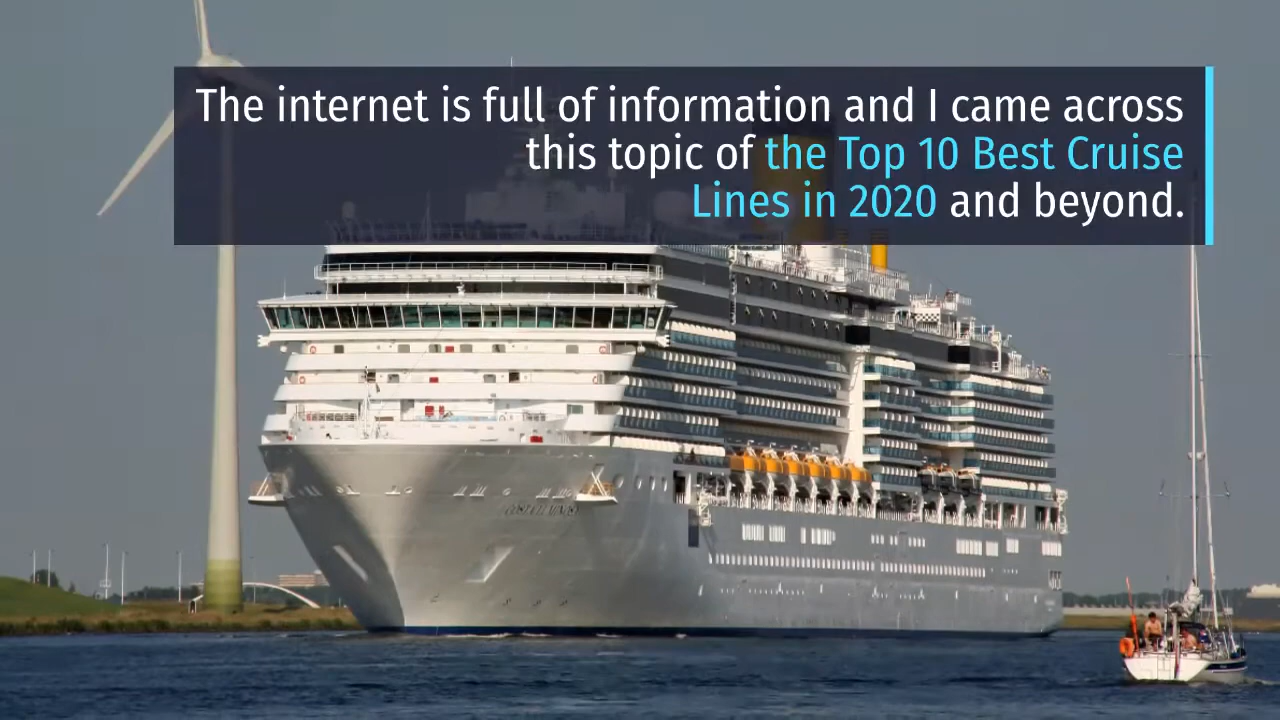 The internet is full of information and I came across
this topic of the Top 10 Best Cruise
Lines in 2020 and beyond.